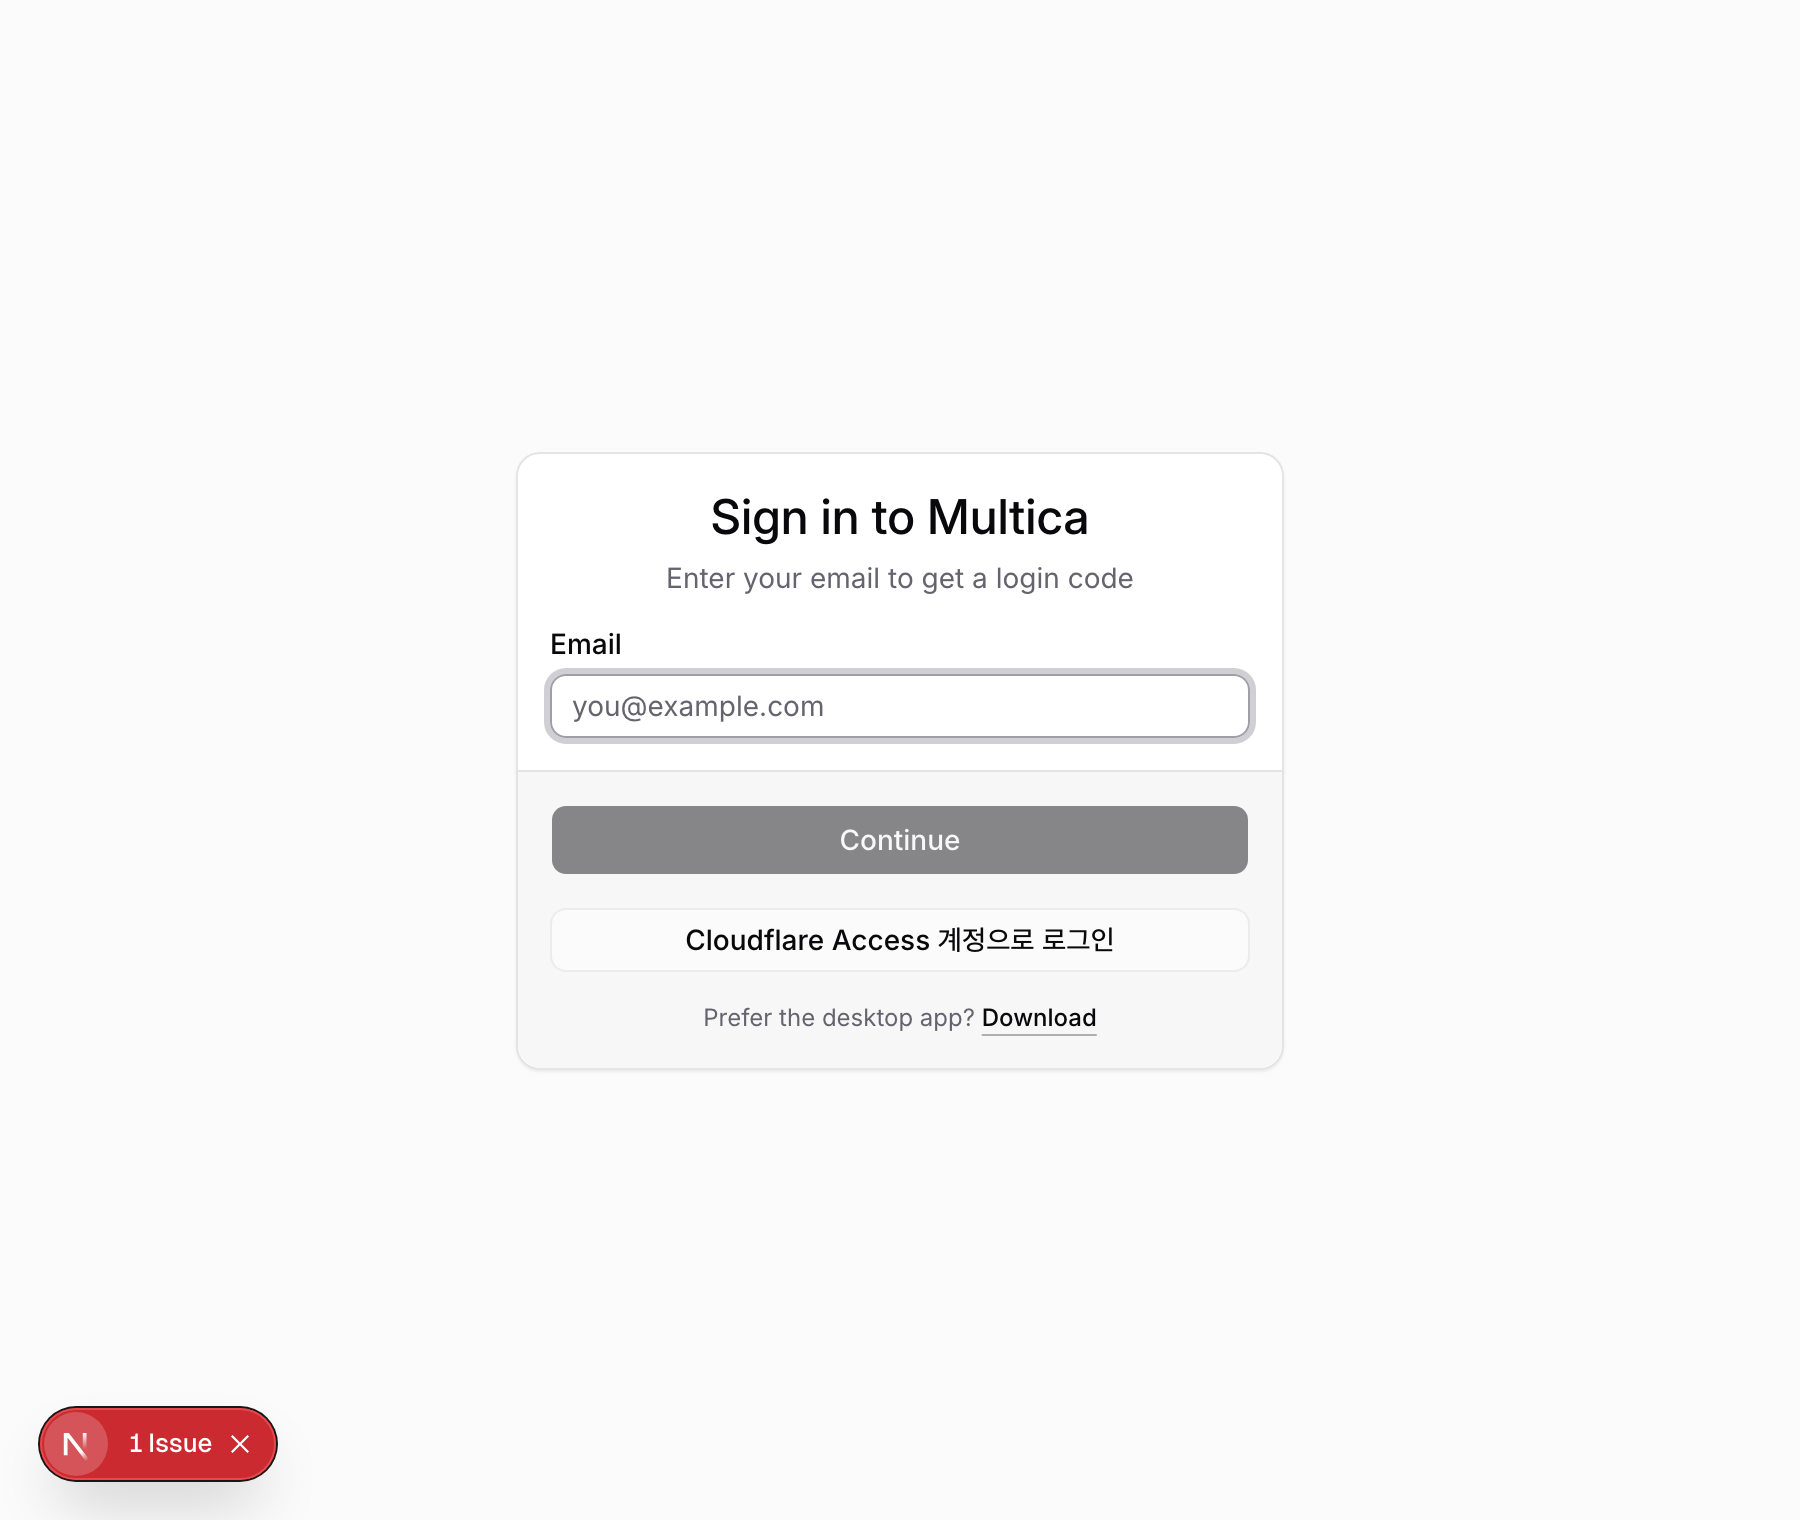 Sign in to Multica
Enter your email to get a login code
Email
you@example.com
Continue
Cloudflare Access 계정으로 로그인
Prefer the desktop app? Download
N 1 Issue